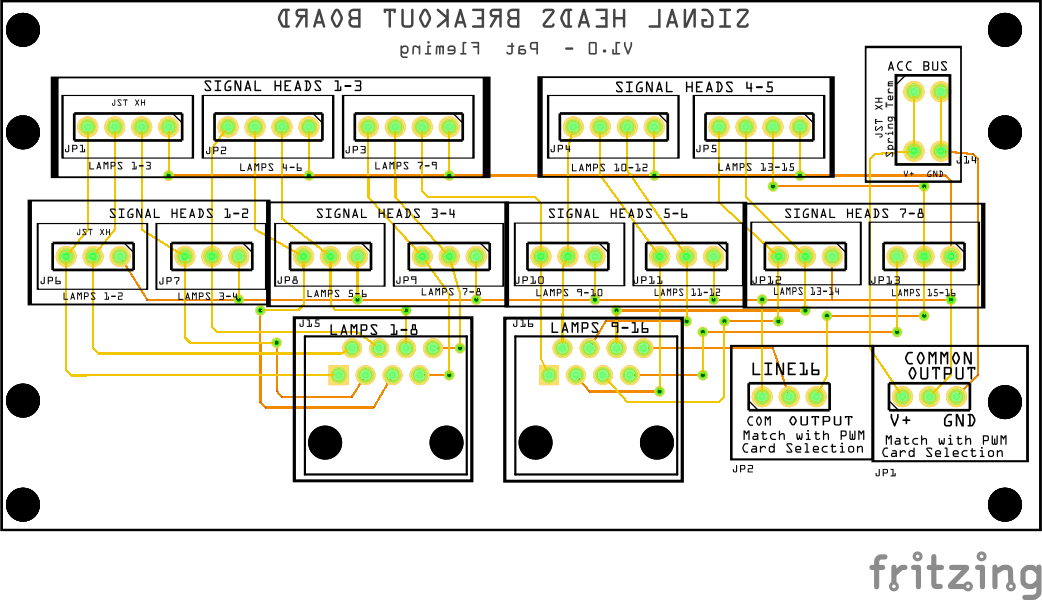 SIGNAL HEADS BREAKOUT BOARD
V1.0 - Pat Fleming
ACC BUS
JST XH
Spring Term
J14
V+ GND
SIGNAL HEADS 1-3
JST XH
JP1
LAMPS 1-3
JP2
LAMPS 4-6
JP3
LAMPS 7-9
SIGNAL HEADS 4-5
JP4
LAMPS 10-12
JP5
LAMPS 13-15
SIGNAL HEADS 1-2
JST XH
JP6
LAMPS 1-2
JP7
LAMPS 3-4
SIGNAL HEADS 3-4
JP8
LAMPS 5-6
JP9
LAMPS 7-8
SIGNAL HEADS 5-6
JP10
LAMPS 9-10
JP11
LAMPS 11-12
SIGNAL HEADS 7-8
JP12
LAMPS 13-14
JP13
LAMPS 15-16
J15
LAMPS 1-8
J16
LAMPS 9-16
LINE16
COM OUTPUT
Match with PWM
Card Selection
JP2
COMMON
OUTPUT
V+ GND
Match with PWM
Card Selection
JP1
fritzing